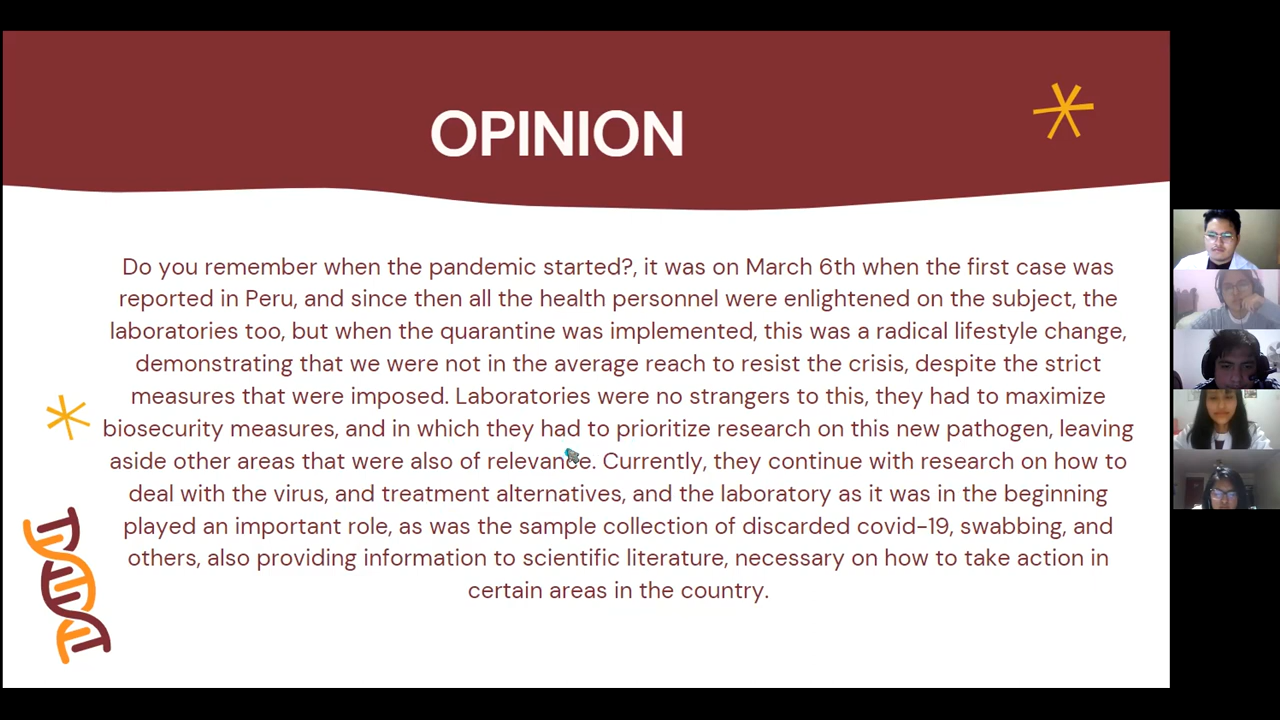 OPINION
Do you remember when the pandemic started?, it was on March 6th when the first case was
reported in Peru, and since then all the health personnel were enlightened on the subject, the
laboratories too, but when the quarantine was implemented, this was a radical lifestyle change,
demonstrating that we were not in the average reach to resist the crisis, despite the strict
measures that were imposed. Laboratories were no strangers to this, they had to maximize
biosecurity measures, and in which they had to prioritize research on this new pathogen, leaving
aside other areas that were also of relevance. Currently, they continue with research on how to
deal with the virus, and treatment alternatives, and the laboratory as it was in the beginning
played an important role, as was the sample collection of discarded covid-19, swabbing, and
others, also providing information to scientific literature, necessary on how to take action in
certain areas in the country.